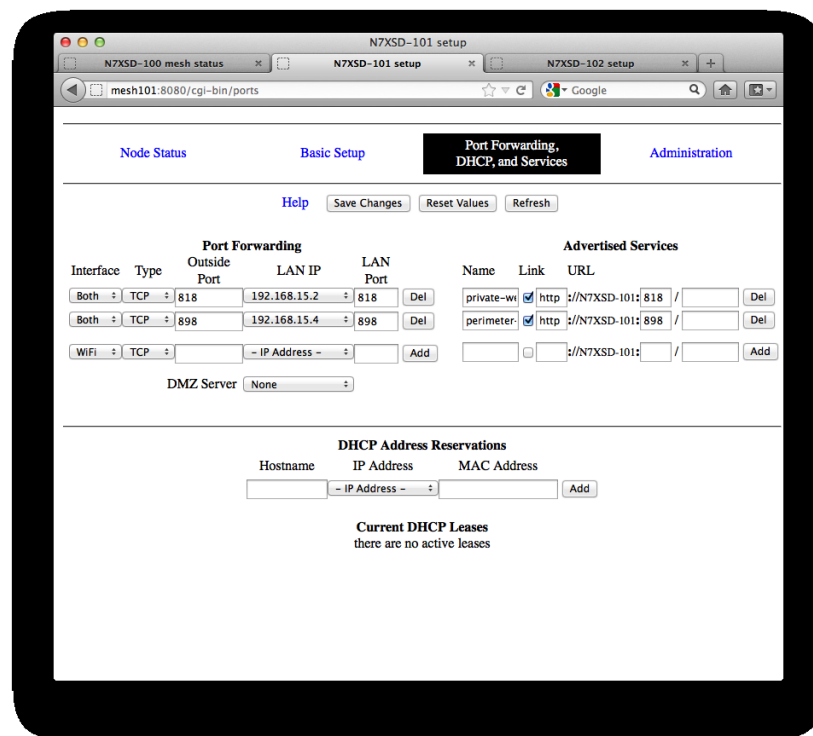 N7XSD-101 setup
N7XSD-100 mesh status × N7XSD-101 setup × N7XSD-102 setup × +
mesh101:8080/cgi-bin/ports Google
Node Status Basic Setup Port Forwarding, Administration
DHCP, and Services
Help Save Changes Reset Values Refresh
Port Forwarding Advertised Services
Interface Type Outside Port LAN IP LAN Port Name Link URL
Both TCP 818 192.168.15.2 818 Del private-we http ://N7XSD-101: 818 / Del
Both TCP 898 192.168.15.4 898 Del perimeter- http ://N7XSD-101: 898 / Del
WiFi TCP – IP Address – Add ://N7XSD-101: / Add
DMZ Server None
DHCP Address Reservations
Hostname IP Address MAC Address
– IP Address – Add
Current DHCP Leases
there are no active leases